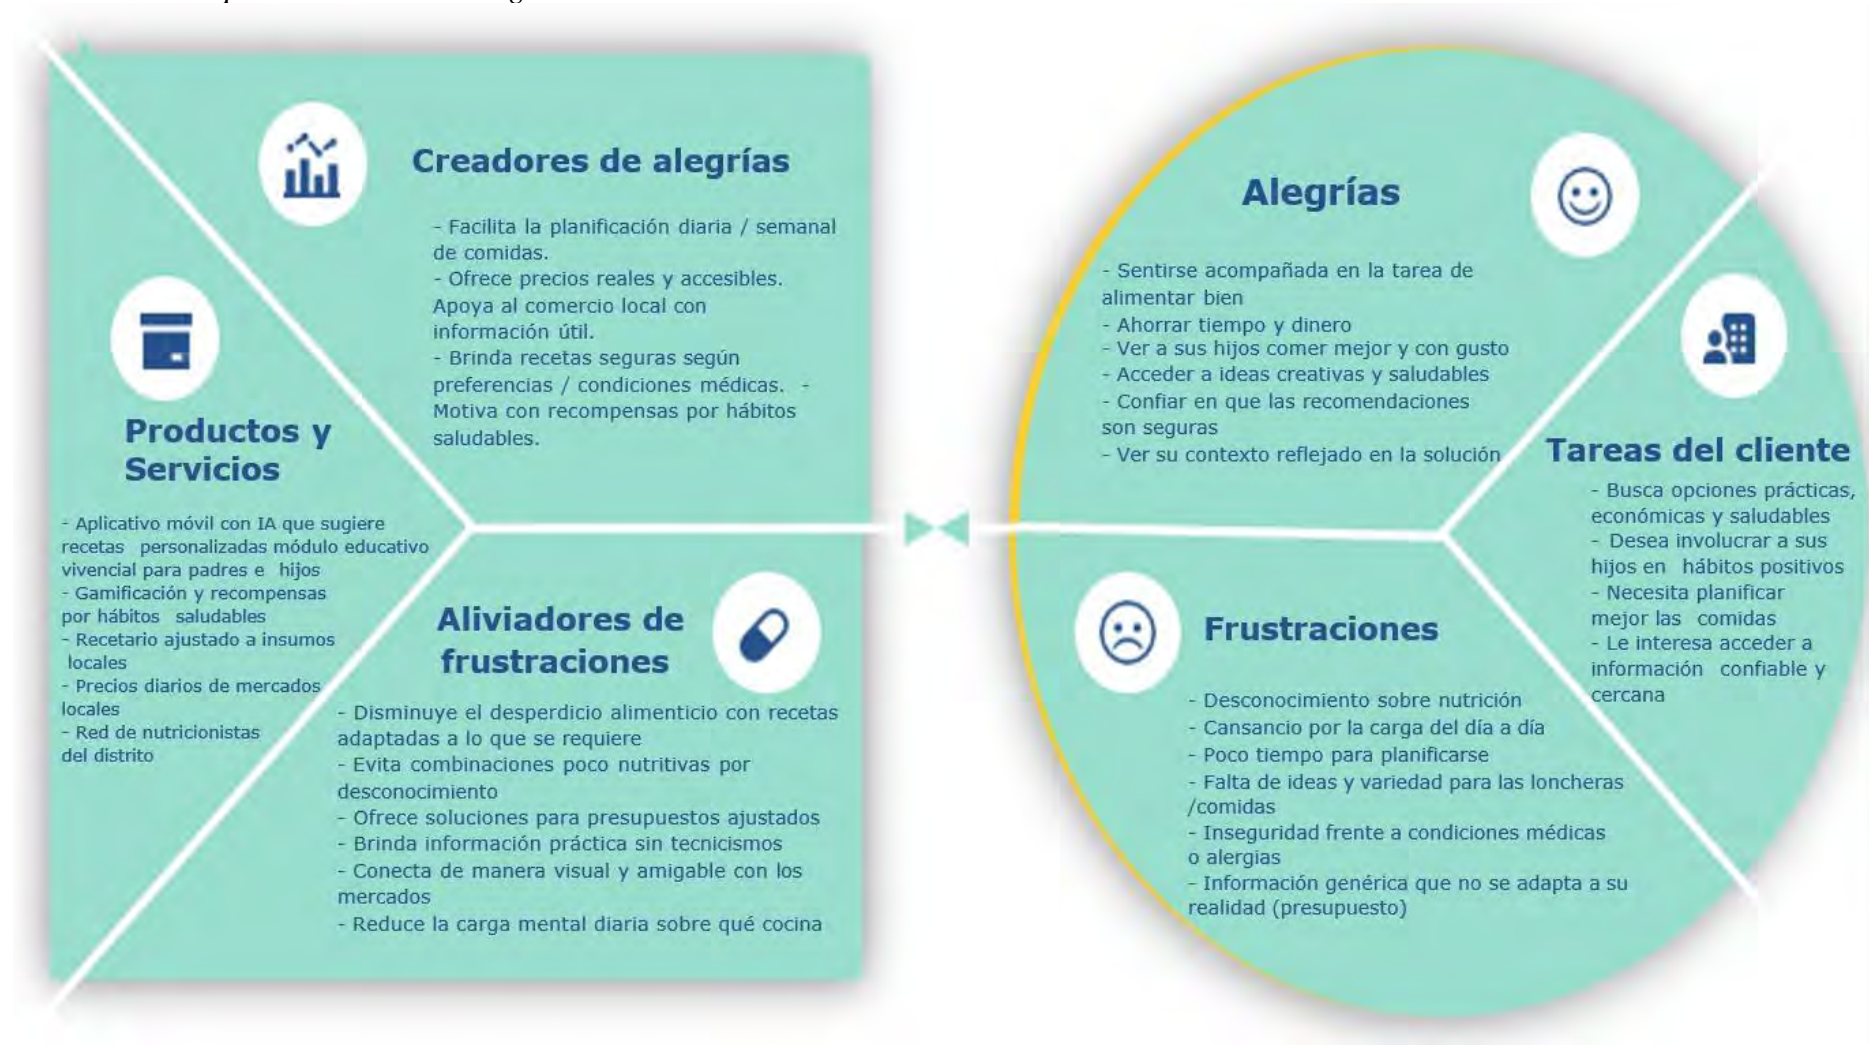 Creadores de alegrías
- Facilita la planificación diaria / semanal
de comidas.
- Ofrece precios reales y accesibles.
Apoya al comercio local con
información útil.
- Brinda recetas seguras según
preferencias / condiciones médicas. -
Motiva con recompensas por hábitos
saludables.
Productos y
Servicios
- Aplicativo móvil con IA que sugiere
recetas personalizadas módulo educativo
vivencial para padres e hijos
- Gamificación y recompensas
por hábitos saludables
- Recetario ajustado a insumos
locales
- Precios diarios de mercados
locales
- Red de nutricionistas
del distrito
Aliviadores de
frustraciones
- Disminuye el desperdicio alimenticio con recetas
adaptadas a lo que se requiere
- Evita combinaciones poco nutritivas por
desconocimiento
- Ofrece soluciones para presupuestos ajustados
- Brinda información práctica sin tecnicismos
- Conecta de manera visual y amigable con los
mercados
- Reduce la carga mental diaria sobre qué cocina
Alegrías
- Sentirse acompañada en la tarea de
alimentar bien
- Ahorrar tiempo y dinero
- Ver a sus hijos comer mejor y con gusto
- Acceder a ideas creativas y saludables
- Confiar en que las recomendaciones
son seguras
- Ver su contexto reflejado en la solución
Tareas del cliente
- Busca opciones prácticas,
económicas y saludables
- Desea involucrar a sus
hijos en hábitos positivos
- Necesita planificar
mejor las comidas
- Le interesa acceder a
información confiable y
cercana
Frustraciones
- Desconocimiento sobre nutrición
- Cansancio por la carga del día a día
- Poco tiempo para planificarse
- Falta de ideas y variedad para las loncheras
/comidas
- Inseguridad frente a condiciones médicas
o alergias
- Información genérica que no se adapta a su
realidad (presupuesto)